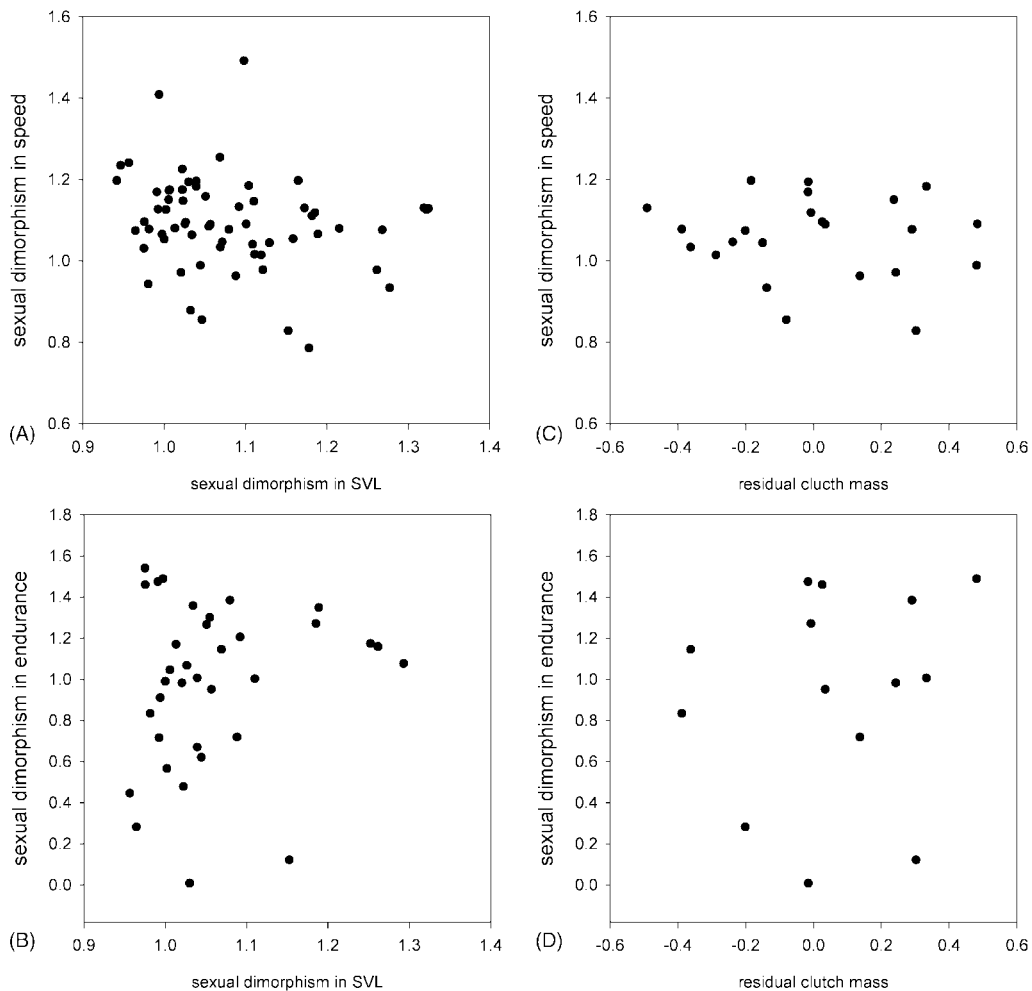 sexual dimorphism in speed
1.6
1.4
1.2
1.0
0.8
0.6
0.9 1.0 1.1 1.2 1.3 1.4
(A)
sexual dimorphism in SVL
sexual dimorphism in speed
1.6
1.4
1.2
1.0
0.8
0.6
-0.6 -0.4 -0.2 0.0 0.2 0.4 0.6
(C)
residual clucth mass
sexual dimorphism in endurance
1.8
1.6
1.4
1.2
1.0
0.8
0.6
0.4
0.2
0.0
0.9 1.0 1.1 1.2 1.3 1.4
(B)
sexual dimorphism in SVL
sexual dimorphism in endurance
1.8
1.6
1.4
1.2
1.0
0.8
0.6
0.4
0.2
0.0
-0.6 -0.4 -0.2 0.0 0.2 0.4 0.6
(D)
residual clutch mass